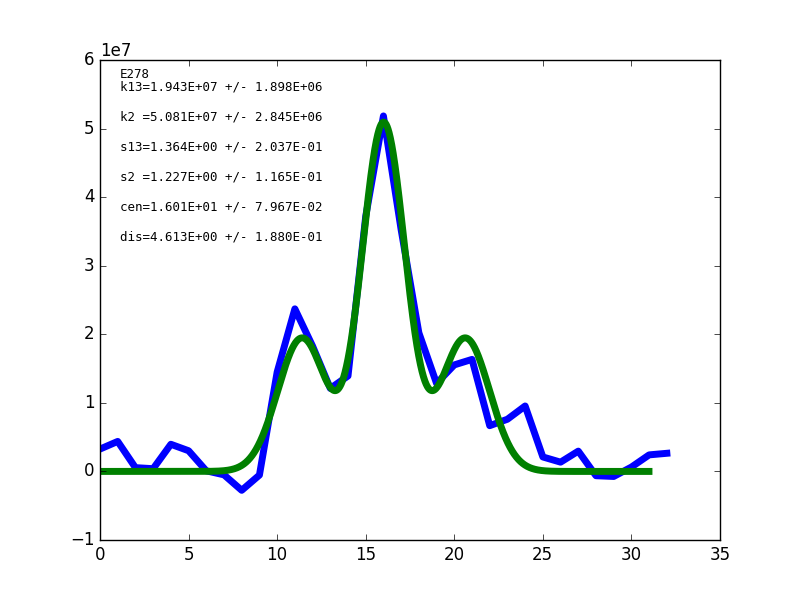 1e7
E278
k13=1.943E+07 +/- 1.898E+06
k2 =5.081E+07 +/- 2.845E+06
s13=1.364E+00 +/- 2.037E-01
s2 =1.227E+00 +/- 1.165E-01
cen=1.601E+01 +/- 7.967E-02
dis=4.613E+00 +/- 1.880E-01
6
5
4
3
2
1
0
−1
0 5 10 15 20 25 30 35